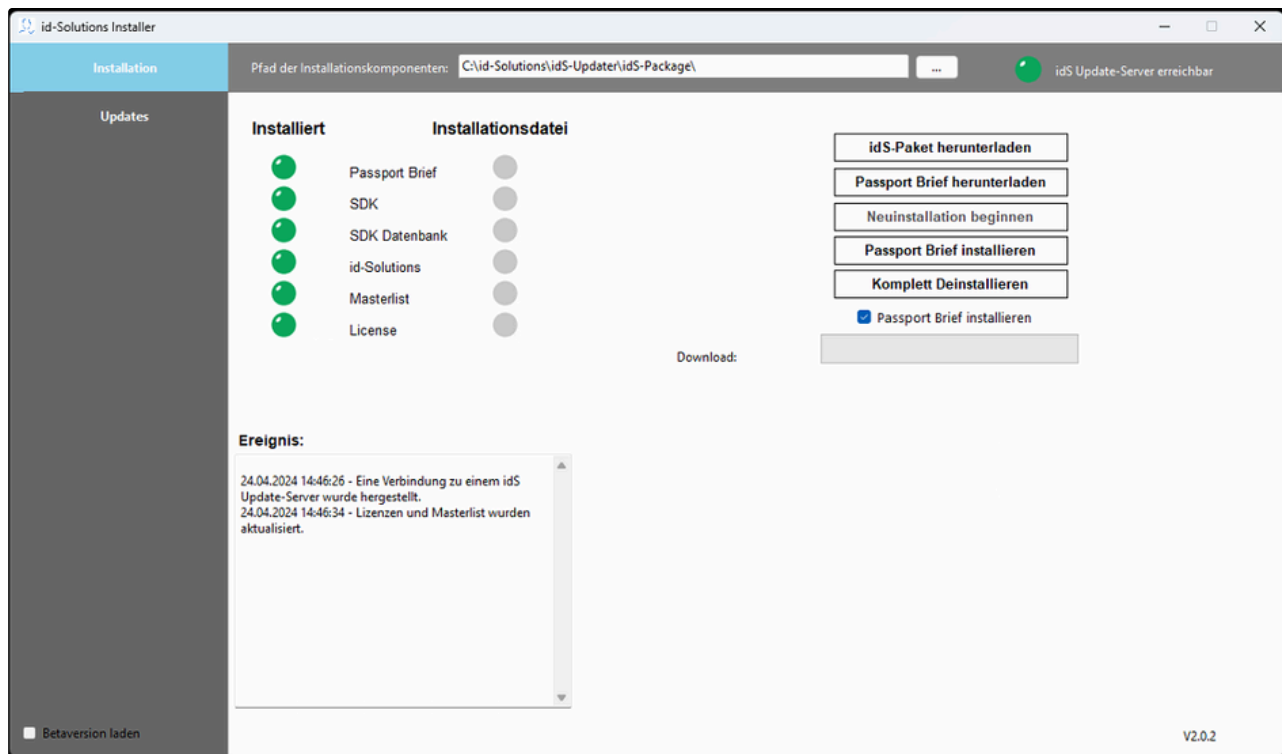 id-Solutions Installer
Installation
Pfad der Installationskomponenten:
C:\id-Solutions\idS-Updater\idS-Package\
...
idS Update-Server erreichbar
Updates
Installiert
Installationsdatei
Passport Brief
SDK
SDK Datenbank
id-Solutions
Masterlist
License
idS-Paket herunterladen
Passport Brief herunterladen
Neuinstallation beginnen
Passport Brief installieren
Komplett Deinstallieren
Passport Brief installieren
Download:
Ereignis:
24.04.2024 14:46:26 - Eine Verbindung zu einem idS
Update-Server wurde hergestellt.
24.04.2024 14:46:34 - Lizenzen und Masterlist wurden
aktualisiert.
Betaversion laden
V2.0.2